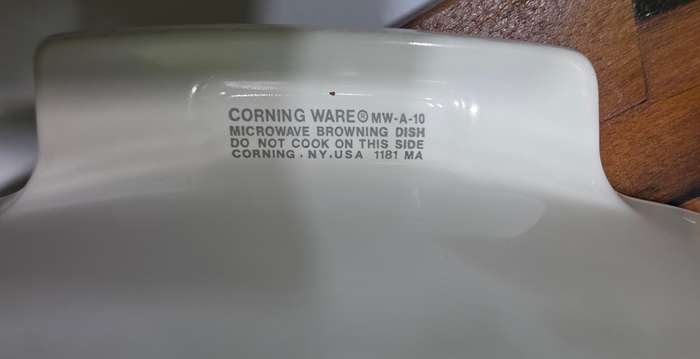 CORNING WARE® MW-A-10
MICROWAVE BROWNING DISH
DO NOT COOK ON THIS SIDE
CORNING . NY . USA 1181 MA